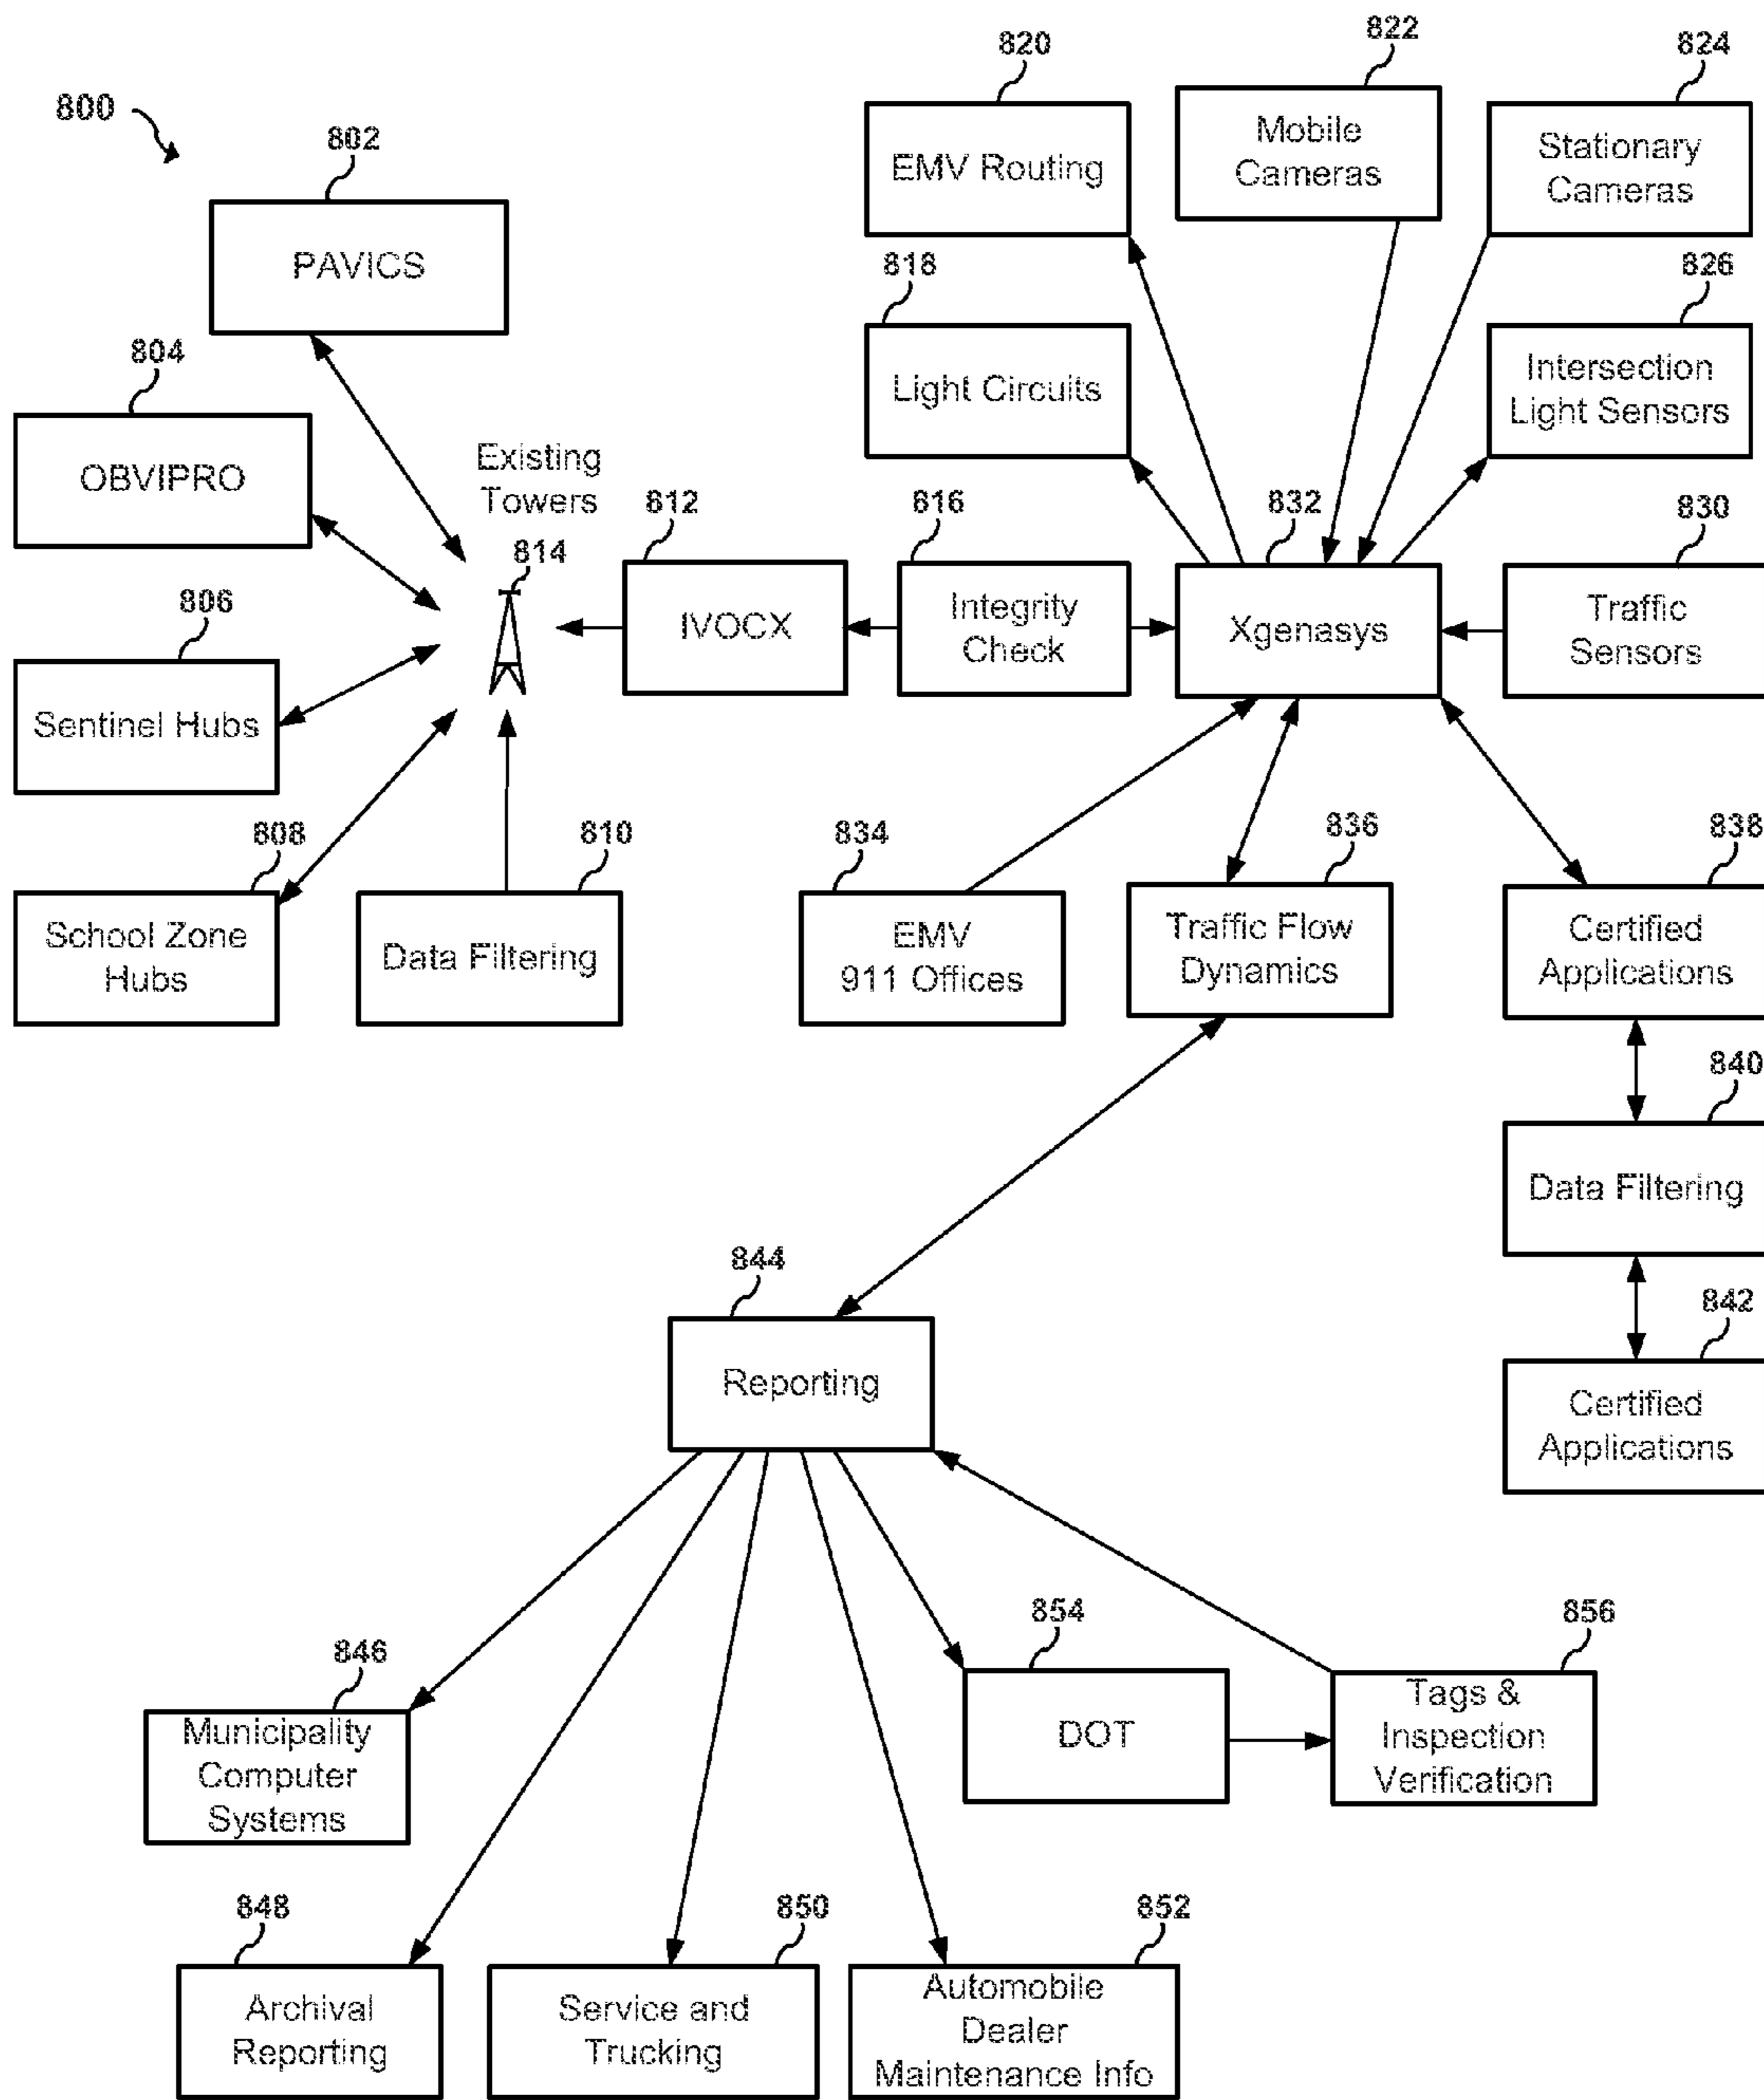 800
802
PAVICS
804
OBVIPRO
806
Sentinel Hubs
808
School Zone
Hubs
810
Data Filtering
Existing
Towers
814
812
IVOCX
816
Integrity
Check
820
EMV Routing
818
Light Circuits
822
Mobile
Cameras
824
Stationary
Cameras
826
Intersection
Light Sensors
832
Xgenasys
830
Traffic
Sensors
834
EMV
911 Offices
836
Traffic Flow
Dynamics
838
Certified
Applications
840
Data Filtering
842
Certified
Applications
844
Reporting
846
Municipality
Computer
Systems
848
Archival
Reporting
850
Service and
Trucking
852
Automobile
Dealer
Maintenance Info
854
DOT
856
Tags &
Inspection
Verification